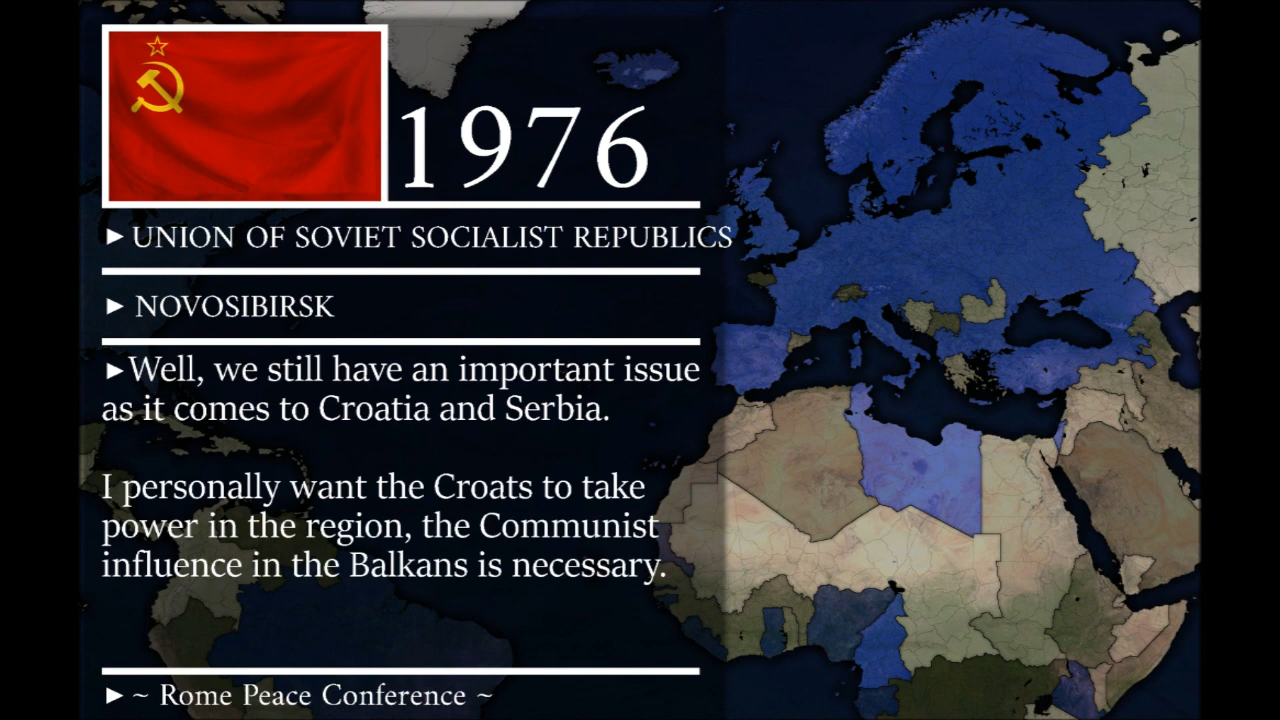 1976
►UNION OF SOVIET SOCIALIST REPUBLICS
► NOVOSIBIRSK
►Well, we still have an important issue
as it comes to Croatia and Serbia.
I personally want the Croats to take
power in the region, the Communist
influence in the Balkans is necessary.
►~ Rome Peace Conference ~